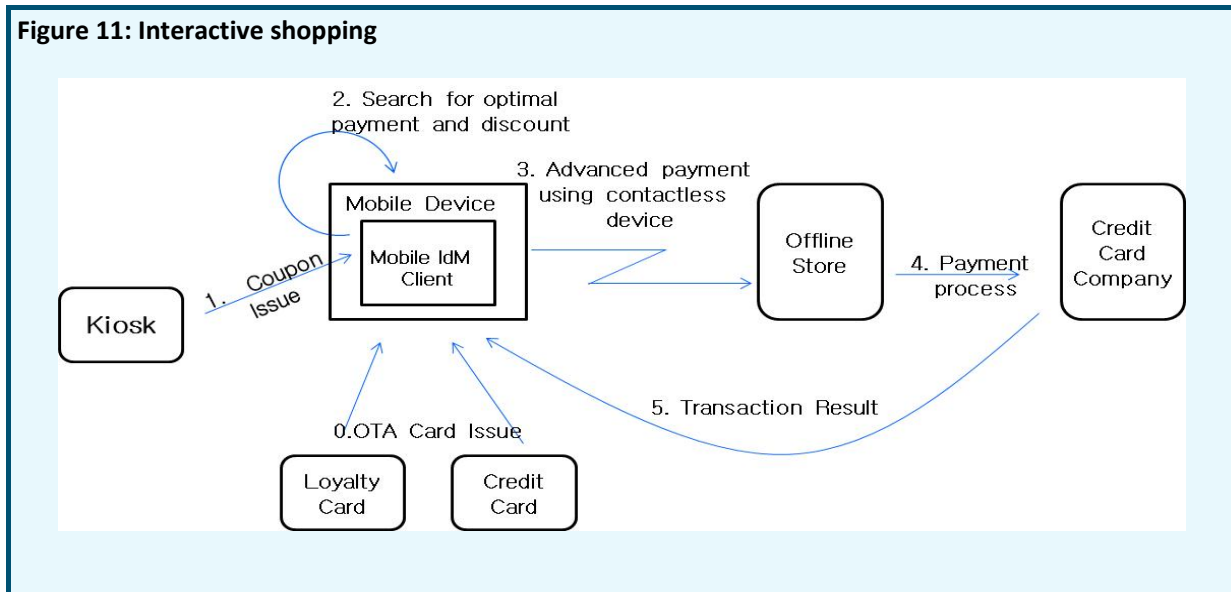 Figure 11: Interactive shopping
2. Search for optimal
payment and discount
3. Advanced payment
using contactless
device
Mobile Device
Mobile IdM
Client
1. Coupon
Issue
Kiosk
Offline
Store
4. Payment
process
Credit
Card
Company
5. Transaction Result
0.OTA Card Issue
Loyalty
Card
Credit
Card